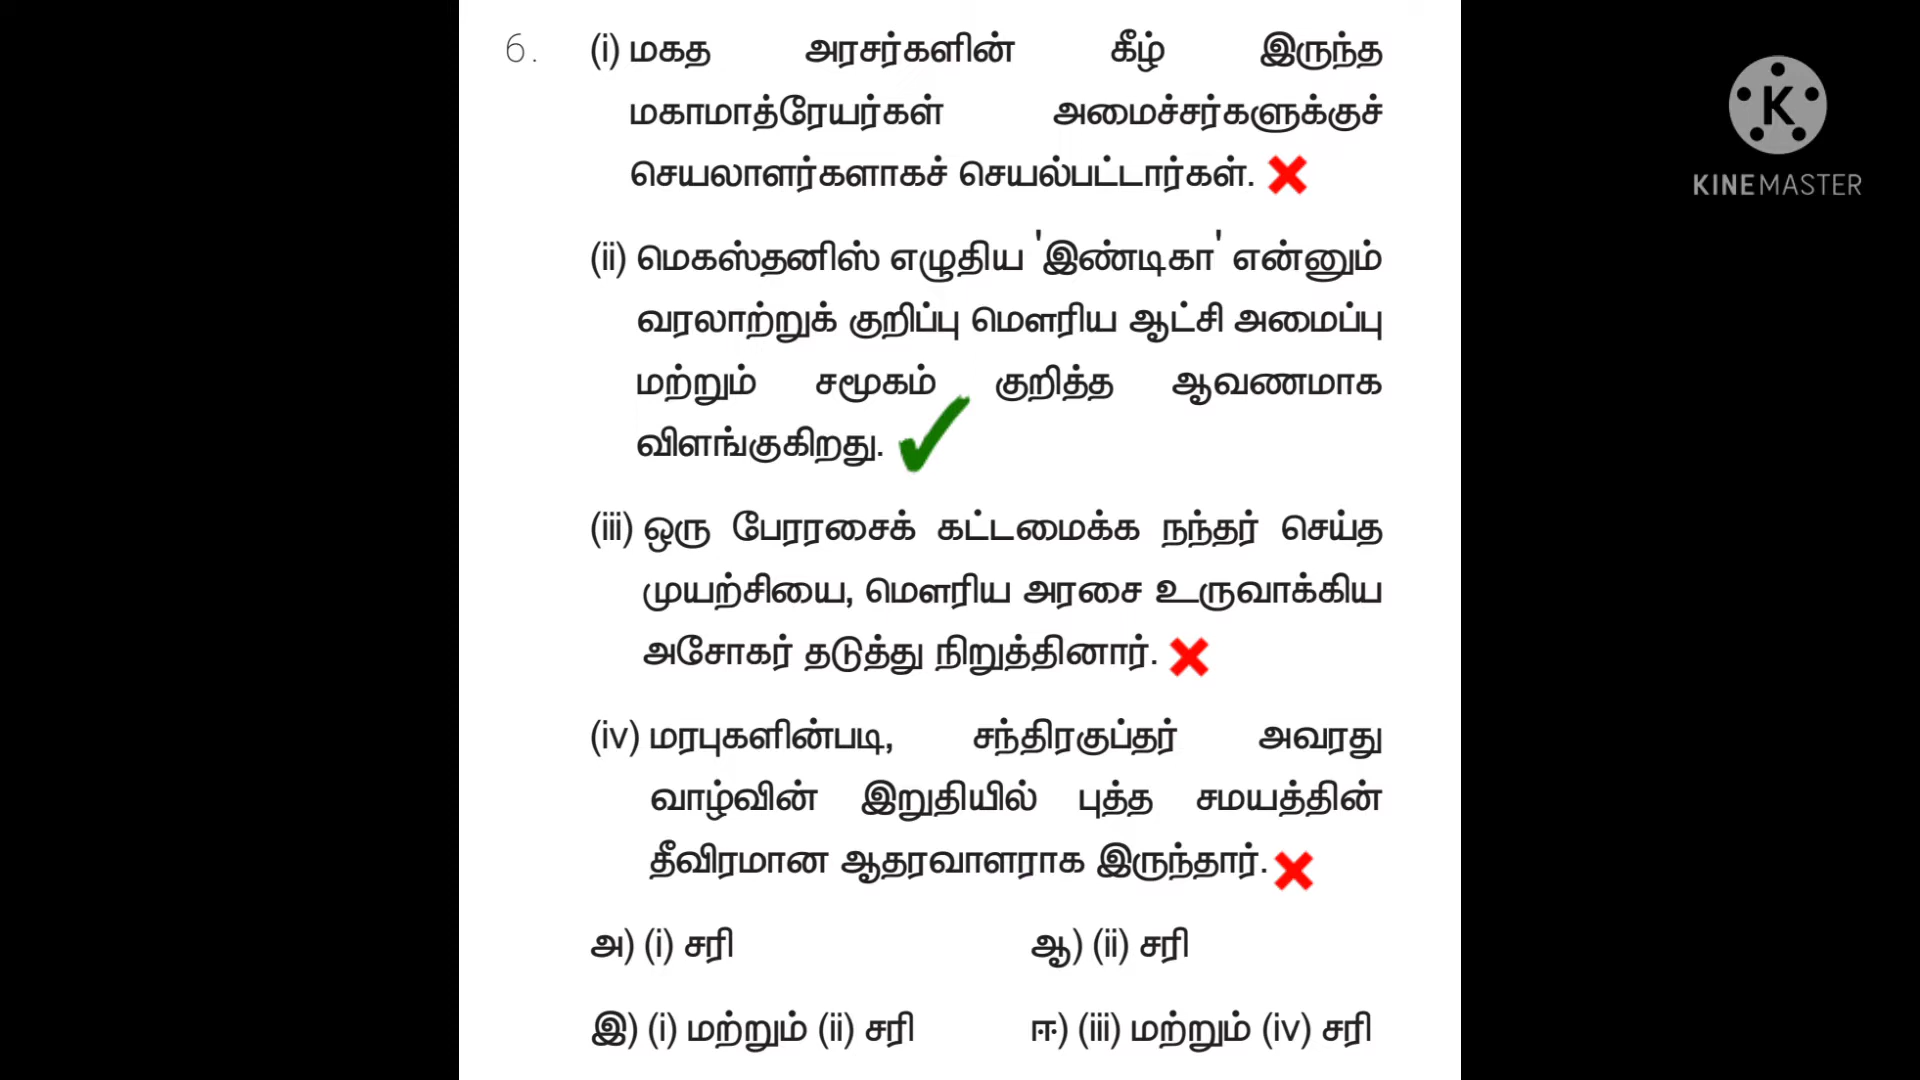 6. (i) மகத அரசர்களின் கீழ் இருந்த
மகாமாத்ரேயர்கள் அமைச்சர்களுக்குச்
செயலாளர்களாகச் செயல்பட்டார்கள்.
(ii) மெகஸ்தனிஸ் எழுதிய 'இண்டிகா' என்னும்
வரலாற்றுக் குறிப்பு மௌரிய ஆட்சி அமைப்பு
மற்றும் சமூகம் குறித்த ஆவணமாக
விளங்குகிறது.
(iii) ஒரு பேரரசைக் கட்டமைக்க நந்தர் செய்த
முயற்சியை, மௌரிய அரசை உருவாக்கிய
அசோகர் தடுத்து நிறுத்தினார்.
(iv) மரபுகளின்படி, சந்திரகுப்தர் அவரது
வாழ்வின் இறுதியில் புத்த சமயத்தின்
தீவிரமான ஆதரவாளராக இருந்தார்.
அ) (i) சரி ஆ) (ii) சரி
இ) (i) மற்றும் (ii) சரி ஈ) (iii) மற்றும் (iv) சரி
K
KINEMASTER